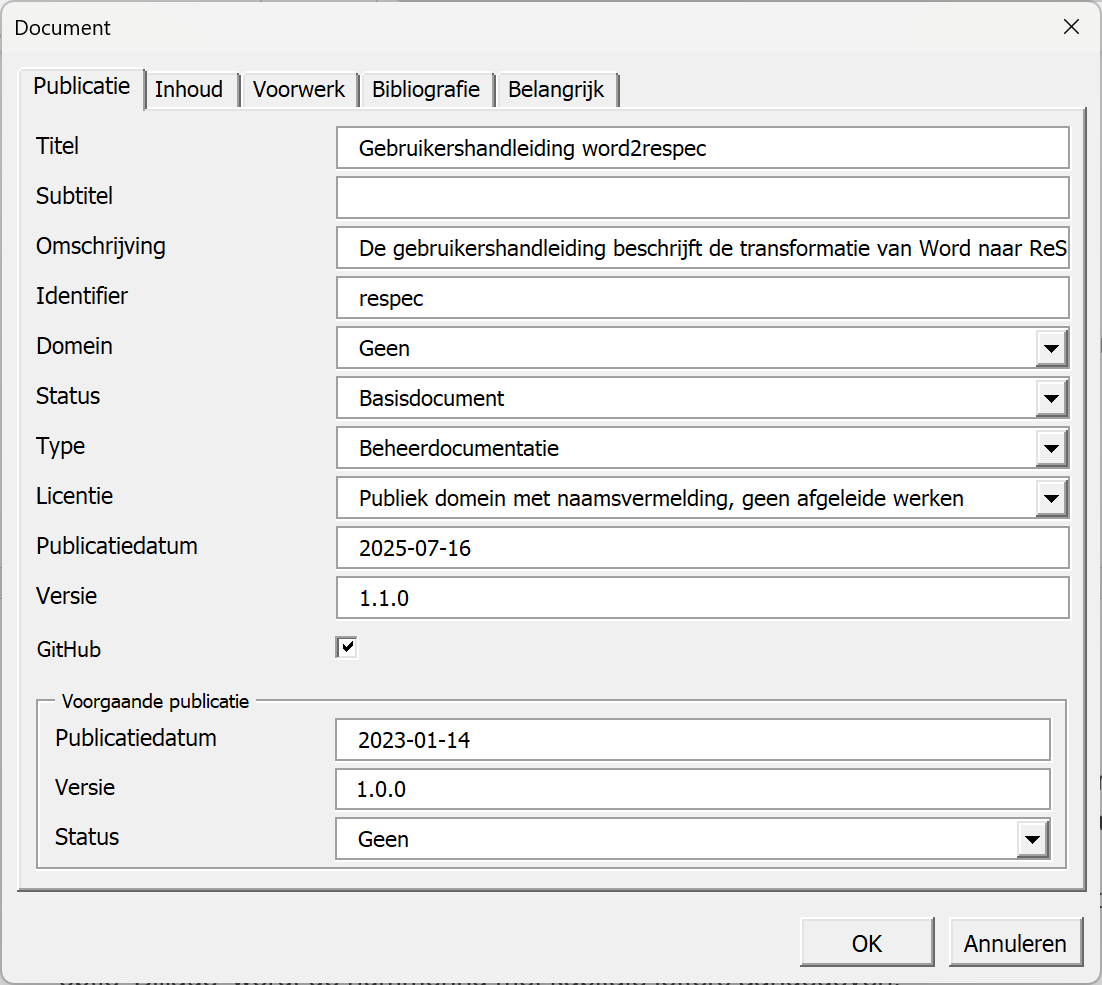 Document
Publicatie Inhoud Voorwerk Bibliografie Belangrijk
Titel Gebruikershandleiding word2respec
Subtitel
Omschrijving De gebruikershandleiding beschrijft de transformatie van Word naar ReS
Identifier respec
Domein Geen
Status Basisdocument
Type Beheerdocumentatie
Licentie Publiek domein met naamsvermelding, geen afgeleide werken
Publicatiedatum 2025-07-16
Versie 1.1.0
GitHub
Voorgaande publicatie
Publicatiedatum 2023-01-14
Versie 1.0.0
Status Geen
OK Annuleren